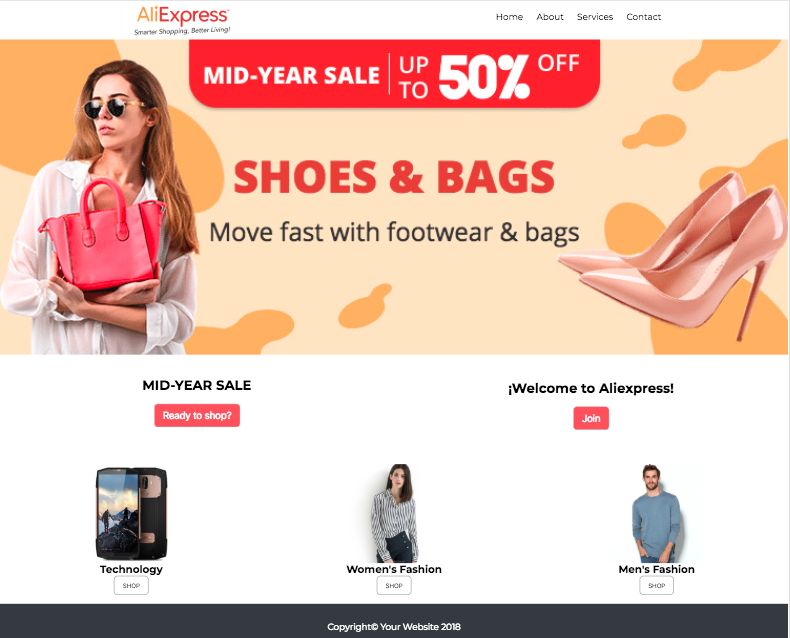 AliExpress™
Smarter Shopping, Better Living!
Home About Services Contact
MID-YEAR SALE UP TO 50% OFF
SHOES & BAGS
Move fast with footwear & bags
MID-YEAR SALE
Ready to shop?
¡Welcome to Aliexpress!
Join
Technology
SHOP
Women's Fashion
SHOP
Men's Fashion
SHOP
Copyright© Your Website 2018